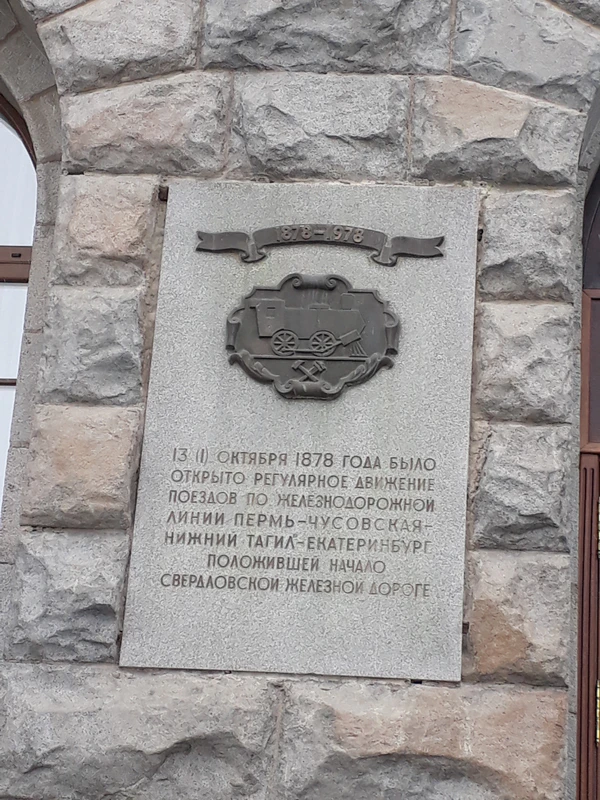 1878-1978
13 (1) ОКТЯБРЯ 1878 ГОДА БЫЛО
ОТКРЫТО РЕГУЛЯРНОЕ ДВИЖЕНИЕ
ПОЕЗДОВ ПО ЖЕЛЕЗНОДОРОЖНОЙ
ЛИНИИ ПЕРМЬ-ЧУСОВСКАЯ-
НИЖНИЙ ТАГИЛ-ЕКАТЕРИНБУРГ,
ПОЛОЖИВШЕЙ НАЧАЛО
СВЕРДЛОВСКОЙ ЖЕЛЕЗНОЙ ДОРОГЕ